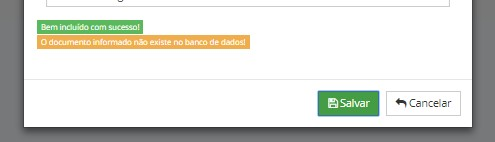 Bem incluído com sucesso!
O documento informado não existe no banco de dados!
Salvar
Cancelar